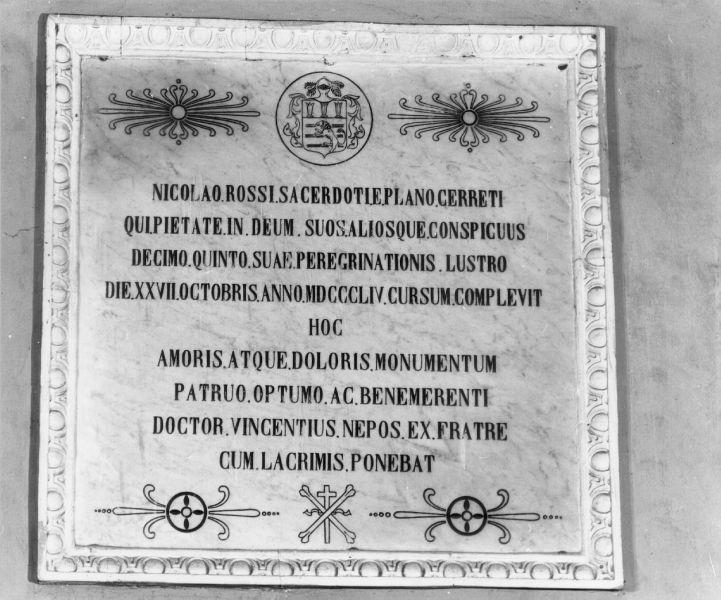 NICOLAO.ROSSI.SACERDOTI.E.PLANO.CERRETI
QUI.PIETATE.IN.DEUM.SUOS.ALIOSQUE.CONSPIGUUS
DECIMO.QUINTO.SUAE.PEREGRINATIONIS.LUSTRO
DIE.XXVII.OCTOBRIS.ANNO.MDCCCLIV.CURSUM.COMPLEVIT
HOC
AMORIS.ATQUE.DOLORIS.MONUMENTUM
PATRUO.OPTUMO.AC.BENEMERENTI
DOCTOR.VINCENTIUS.NEPOS.EX.FRATRE
CUM.LACRIMIS.PONEBAT